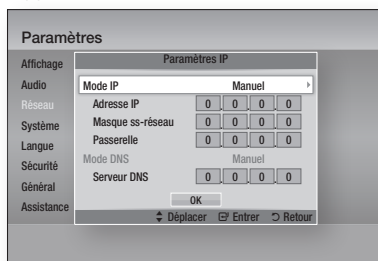 Paramètres
Affichage
Audio
Réseau
Système
Langue
Sécurité
Général
Assistance
Paramètres IP
Mode IP Manuel
Adresse IP 0 . 0 . 0 . 0
Masque ss-réseau 0 . 0 . 0 . 0
Passerelle 0 . 0 . 0 . 0
Mode DNS Manuel
Serveur DNS 0 . 0 . 0 . 0
OK
Déplacer Entrer Retour